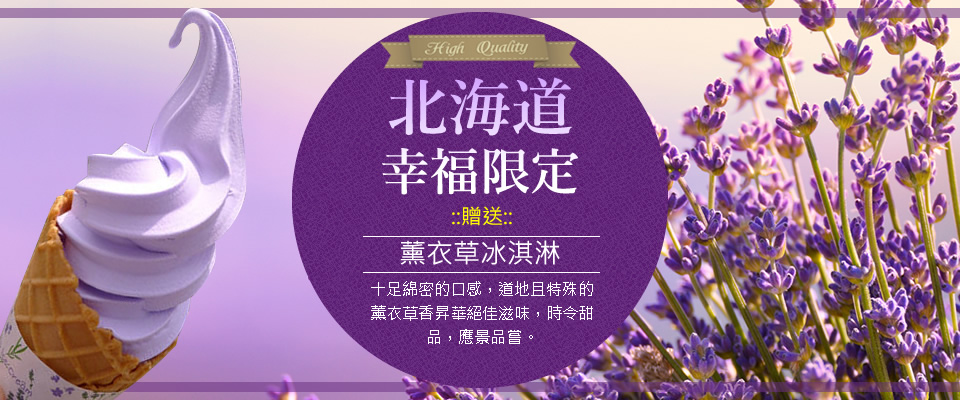 High Quality
北海道
幸福限定
::贈送::
薰衣草冰淇淋
十足綿密的口感，道地且特殊的
薰衣草香昇華絕佳滋味，時令甜
品，應景品嘗。